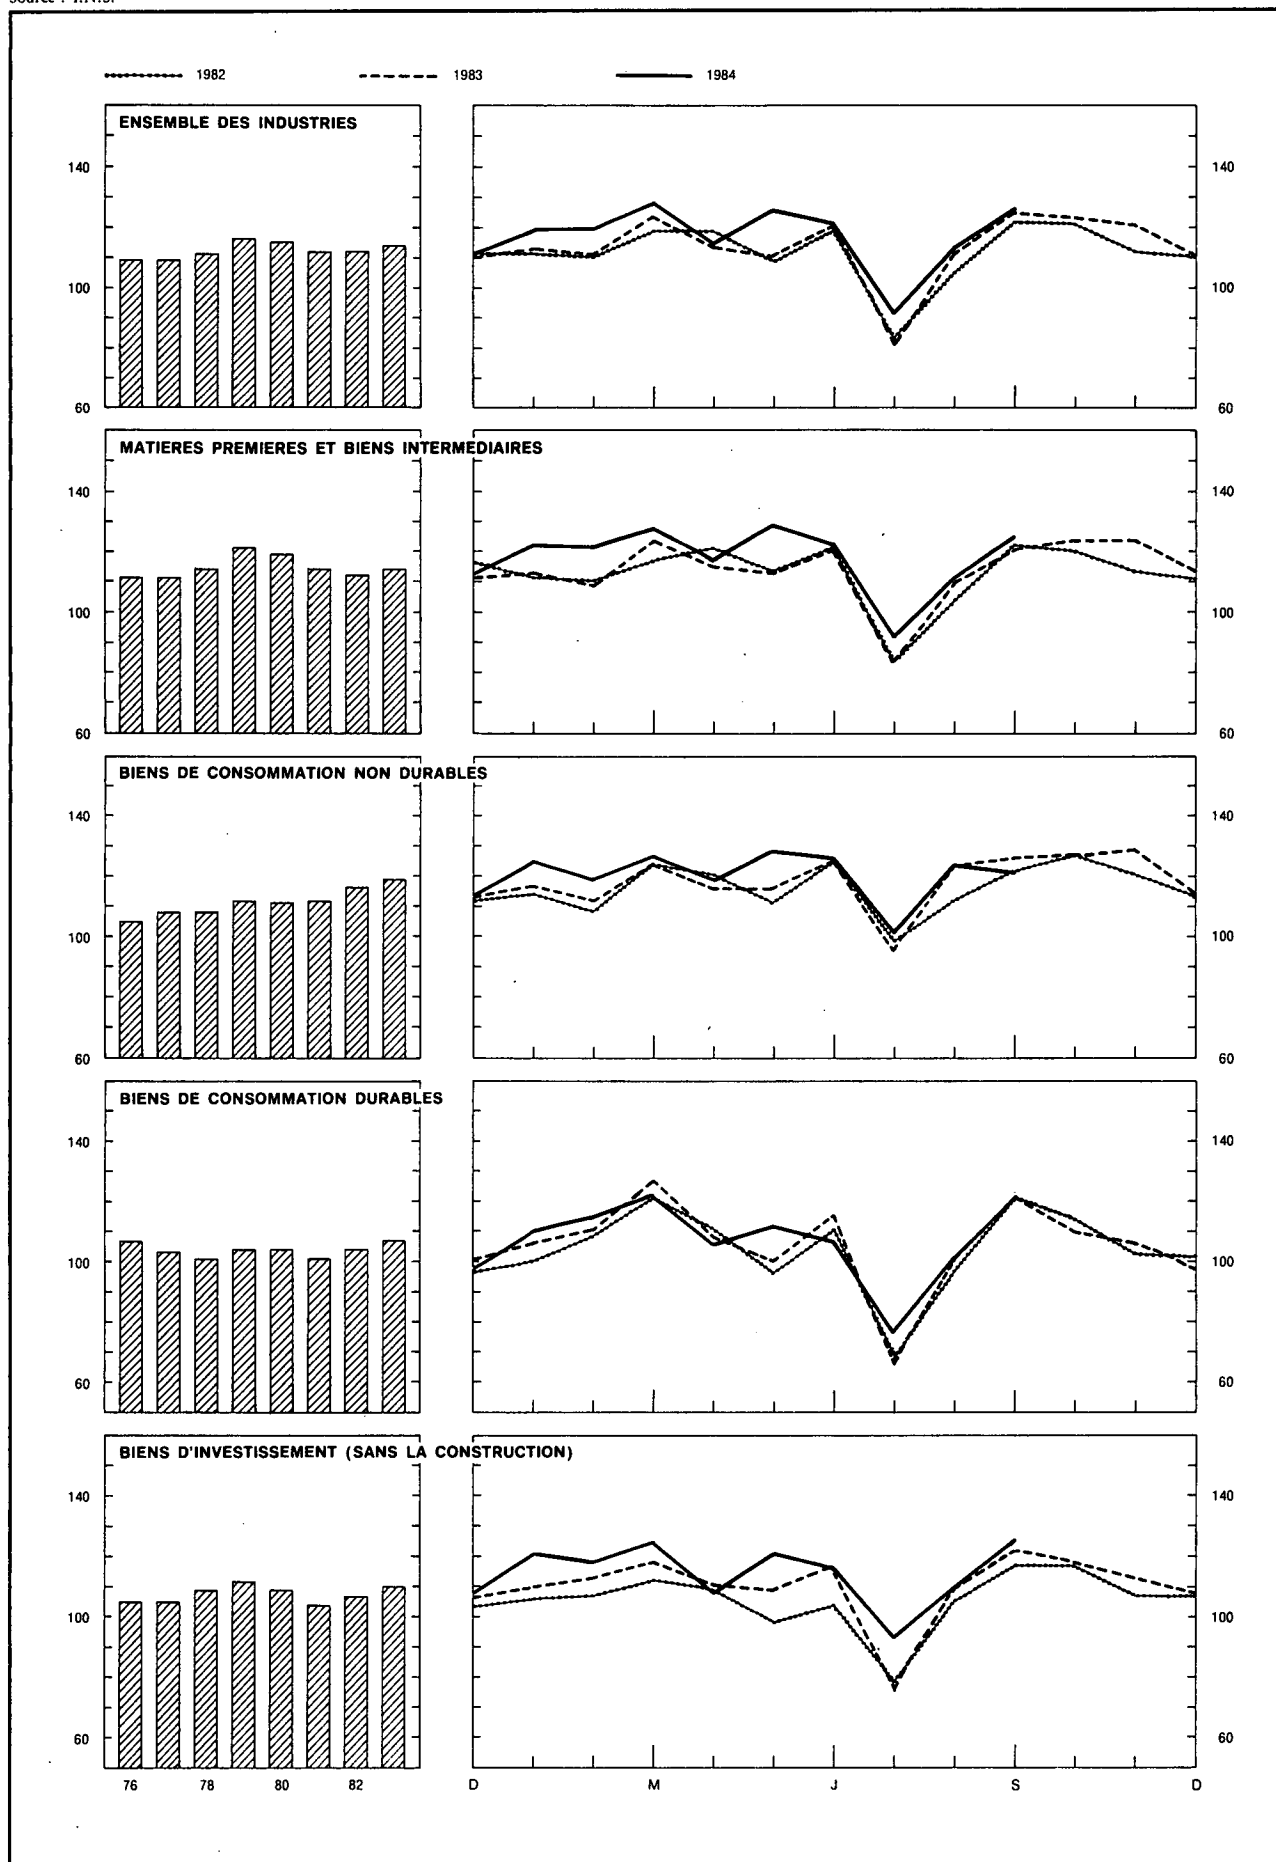 Source : I.N.S.
1982 1983 1984
ENSEMBLE DES INDUSTRIES
140 140
100 100
60 60
MATIERES PREMIERES ET BIENS INTERMEDIAIRES
140 140
100 100
60 60
BIENS DE CONSOMMATION NON DURABLES
140 140
100 100
60 60
BIENS DE CONSOMMATION DURABLES
140 140
100 100
60 60
BIENS D'INVESTISSEMENT (SANS LA CONSTRUCTION)
140 140
100 100
60 60
76 78 80 82 D M J S D